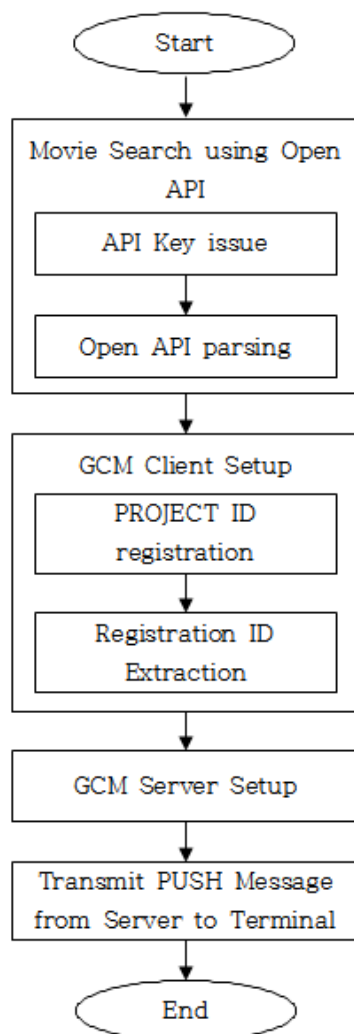 Start
Movie Search using Open
API
API Key issue
Open API parsing
GCM Client Setup
PROJECT ID
registration
Registration ID
Extraction
GCM Server Setup
Transmit PUSH Message
from Server to Terminal
End